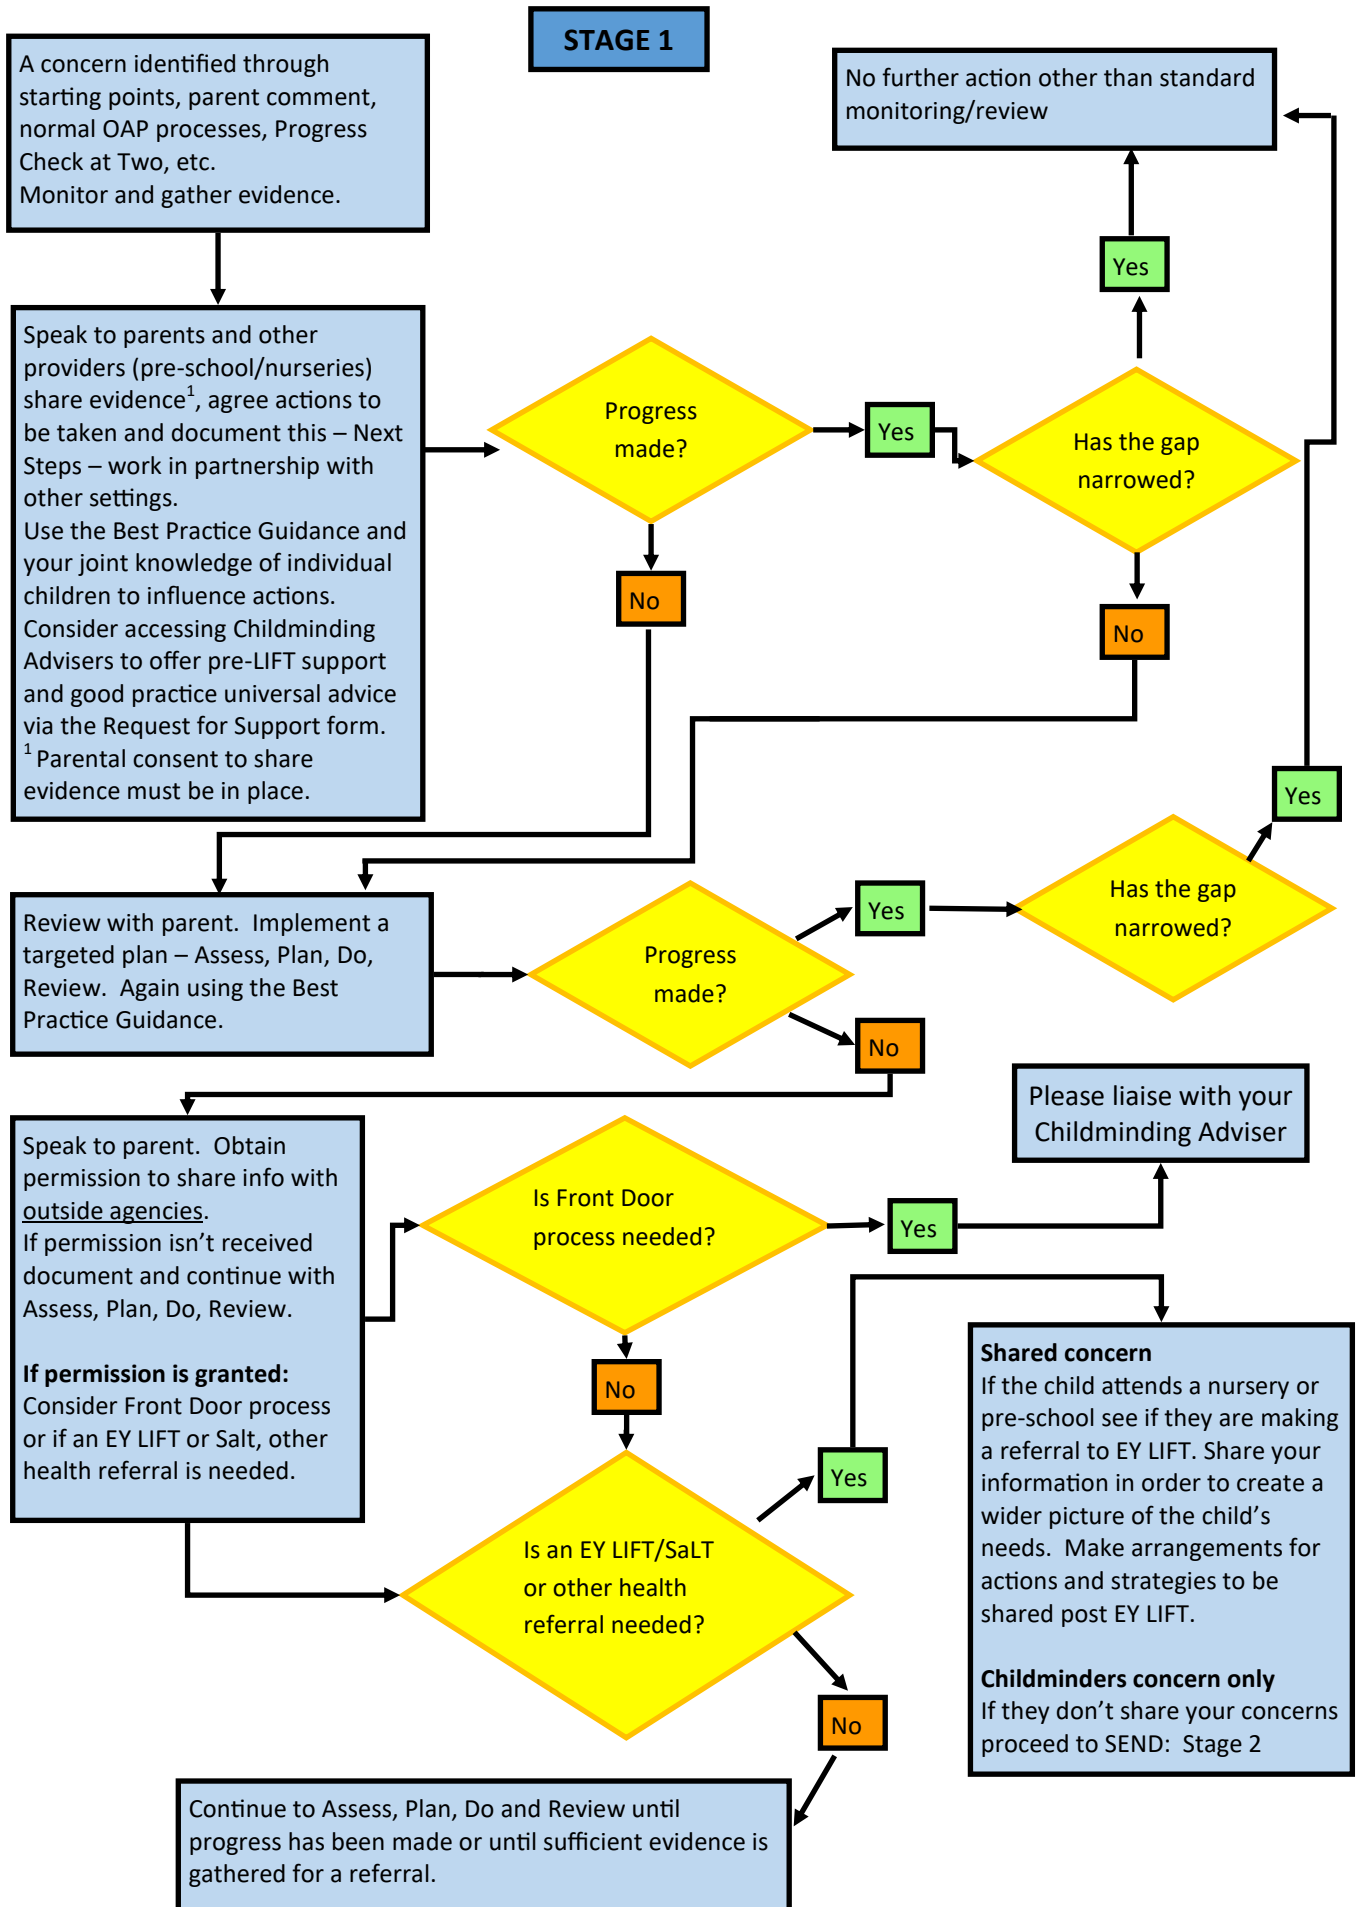 STAGE 1
A concern identified through
starting points, parent comment,
normal OAP processes, Progress
Check at Two, etc.
Monitor and gather evidence.
No further action other than standard
monitoring/review
Yes
Speak to parents and other
providers (pre-school/nurseries)
share evidence¹, agree actions to
be taken and document this – Next
Steps – work in partnership with
other settings.
Use the Best Practice Guidance and
your joint knowledge of individual
children to influence actions.
Consider accessing Childminding
Advisers to offer pre-LIFT support
and good practice universal advice
via the Request for Support form.
¹ Parental consent to share
evidence must be in place.
Progress
made?
Yes
Has the gap
narrowed?
No
No
Yes
Review with parent.  Implement a
targeted plan – Assess, Plan, Do,
Review.  Again using the Best
Practice Guidance.
Progress
made?
Yes
Has the gap
narrowed?
No
Please liaise with your
Childminding Adviser
Speak to parent.  Obtain
permission to share info with
outside agencies.
If permission isn't received
document and continue with
Assess, Plan, Do, Review.
If permission is granted:
Consider Front Door process
or if an EY LIFT or Salt, other
health referral is needed.
Is Front Door
process needed?
Yes
No
Is an EY LIFT/SaLT
or other health
referral needed?
Yes
No
Shared concern
If the child attends a nursery or
pre-school see if they are making
a referral to EY LIFT. Share your
information in order to create a
wider picture of the child's
needs.  Make arrangements for
actions and strategies to be
shared post EY LIFT.
Childminders concern only
If they don't share your concerns
proceed to SEND:  Stage 2
Continue to Assess, Plan, Do and Review until
progress has been made or until sufficient evidence is
gathered for a referral.